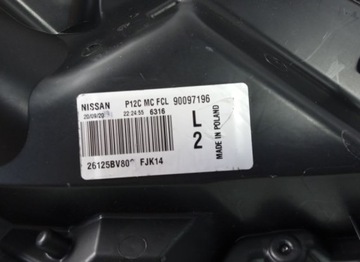 NISSAN P12C MC FCL 90097196
20/09/20 22:24:55 6316
L
2
MADE IN POLAND
FJK14